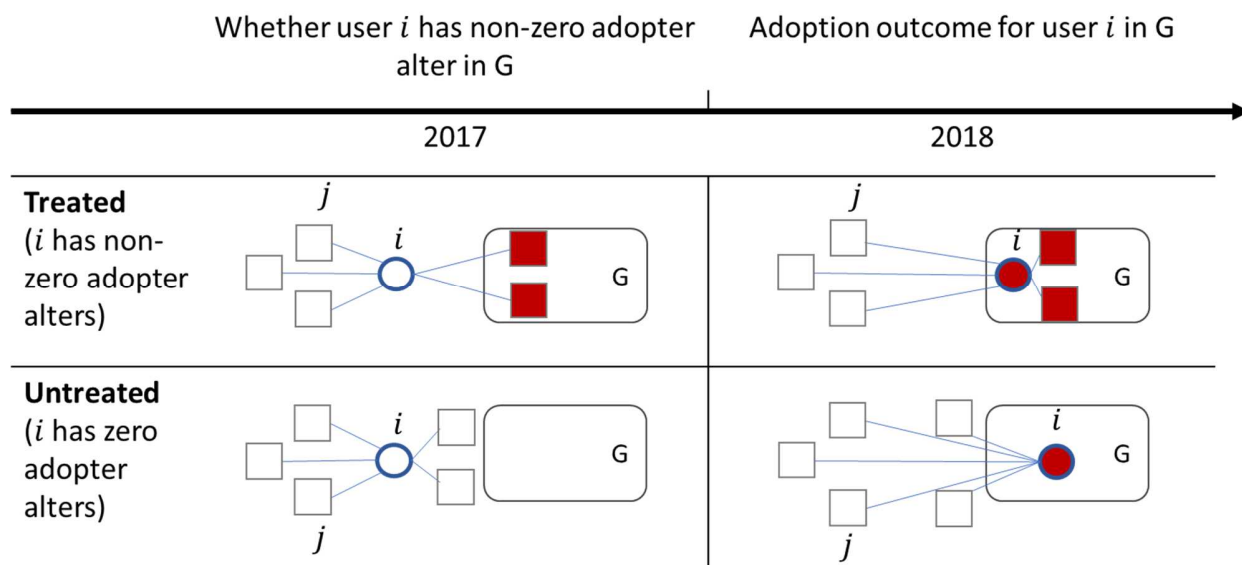 Whether user i has non-zero adopter
alter in G
Adoption outcome for user i in G
2017
2018
Treated
(i has non-
zero adopter
alters)
j
i
G
j
i
G
Untreated
(i has zero
adopter
alters)
i
G
j
i
G
j